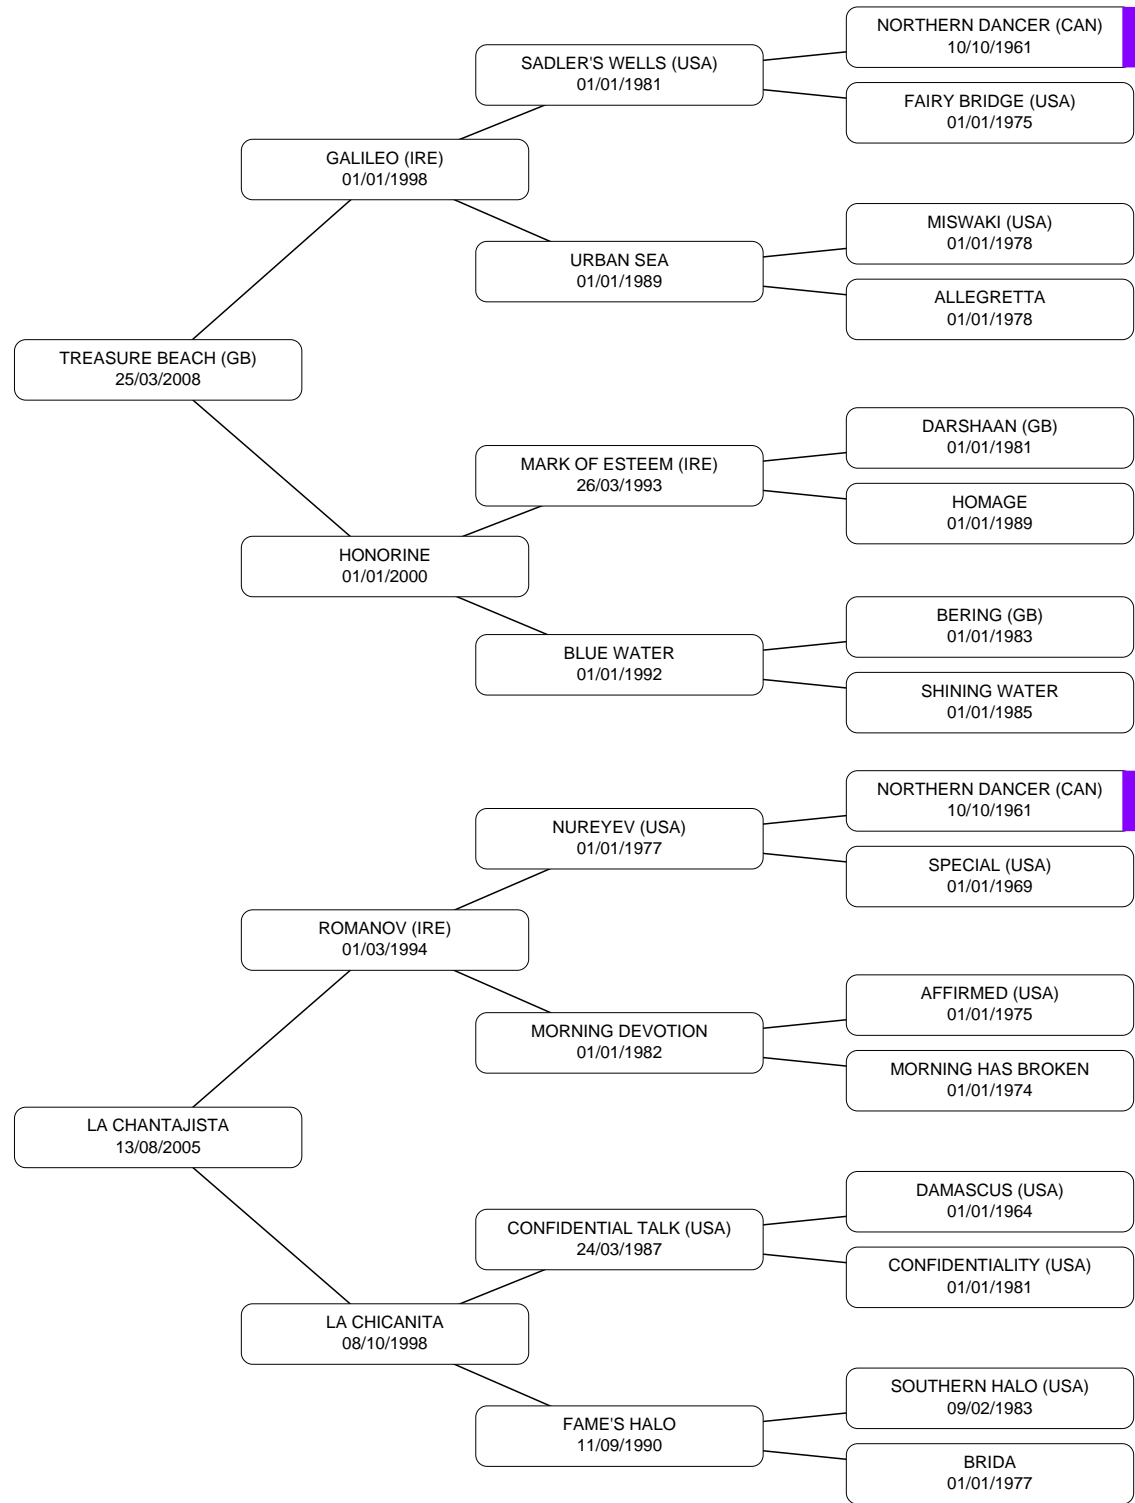 NORTHERN DANCER (CAN)
10/10/1961
SADLER'S WELLS (USA)
01/01/1981
FAIRY BRIDGE (USA)
01/01/1975
GALILEO (IRE)
01/01/1998
MISWAKI (USA)
01/01/1978
URBAN SEA
01/01/1989
ALLEGRETTA
01/01/1978
TREASURE BEACH (GB)
25/03/2008
DARSHAAN (GB)
01/01/1981
MARK OF ESTEEM (IRE)
26/03/1993
HOMAGE
01/01/1989
HONORINE
01/01/2000
BERING (GB)
01/01/1983
BLUE WATER
01/01/1992
SHINING WATER
01/01/1985
NORTHERN DANCER (CAN)
10/10/1961
NUREYEV (USA)
01/01/1977
SPECIAL (USA)
01/01/1969
ROMANOV (IRE)
01/03/1994
AFFIRMED (USA)
01/01/1975
MORNING DEVOTION
01/01/1982
MORNING HAS BROKEN
01/01/1974
LA CHANTAJISTA
13/08/2005
DAMASCUS (USA)
01/01/1964
CONFIDENTIAL TALK (USA)
24/03/1987
CONFIDENTIALITY (USA)
01/01/1981
LA CHICANITA
08/10/1998
SOUTHERN HALO (USA)
09/02/1983
FAME'S HALO
11/09/1990
BRIDA
01/01/1977